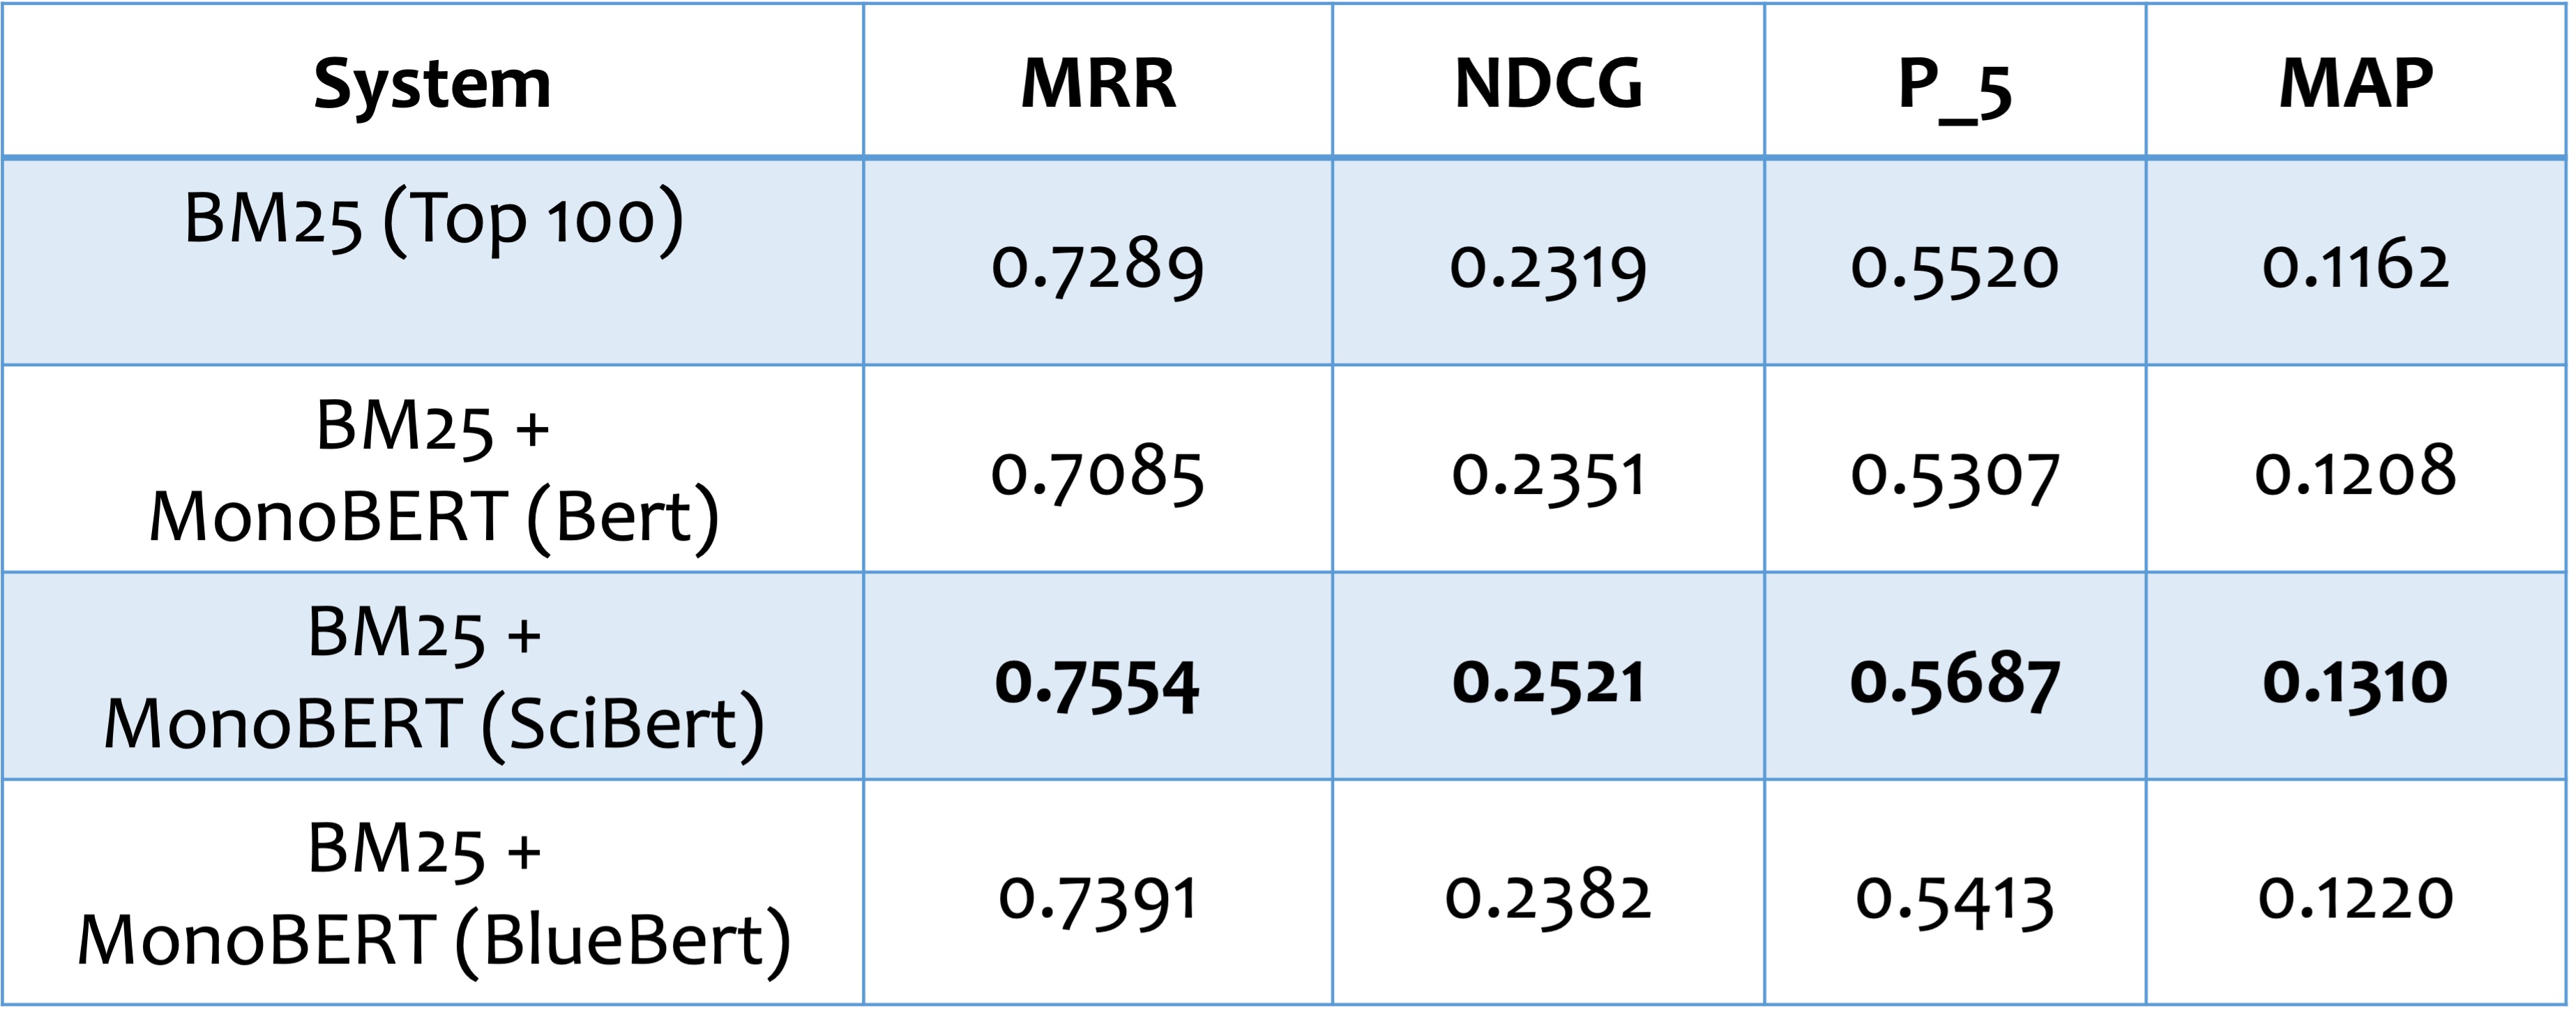 System MRR NDCG P_5 MAP
BM25 (Top 100) 0.7289 0.2319 0.5520 0.1162
BM25 +
MonoBERT (Bert) 0.7085 0.2351 0.5307 0.1208
BM25 +
MonoBERT (SciBert) 0.7554 0.2521 0.5687 0.1310
BM25 +
MonoBERT (BlueBert) 0.7391 0.2382 0.5413 0.1220